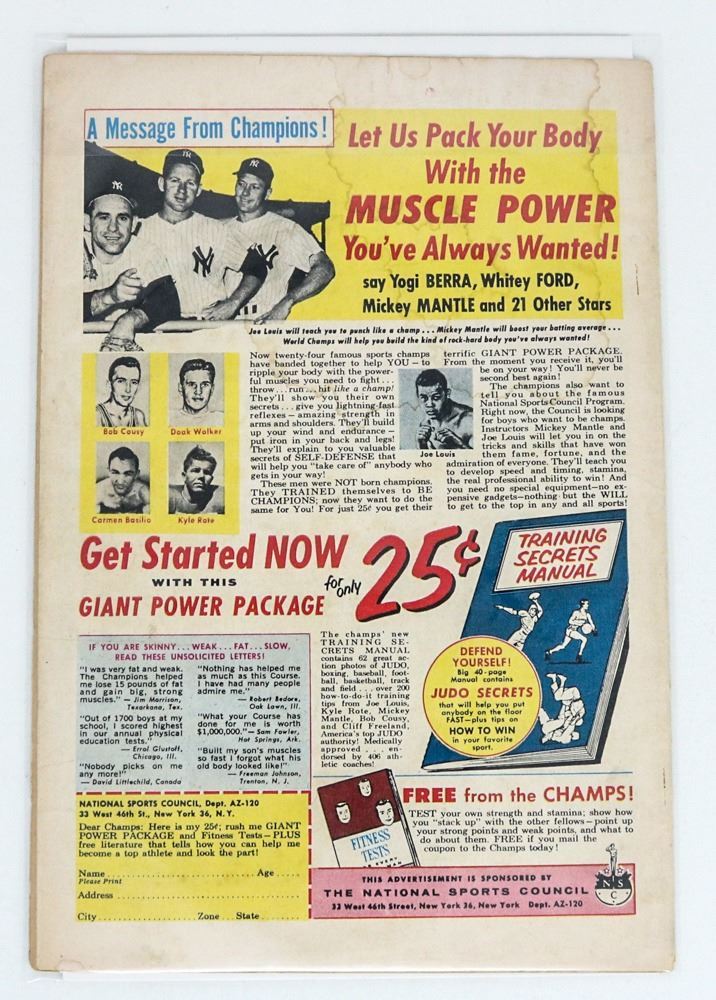 A Message From Champions!
Let Us Pack Your Body
With the
MUSCLE POWER
You've Always Wanted!
say Yogi BERRA, Whitey FORD,
Mickey MANTLE and 21 Other Stars
Joe Louis will teach you to punch like a champ . . . Mickey Mantle will boost your batting average . . .
World Champs will help you build the kind of rock-hard body you've always wanted!
Bob Cousy
Doak Walker
Carmen Basilio
Kyle Rote
Now twenty-four famous sports champs
have banded together to help YOU — to
ripple your body with the power-
ful muscles you need to fight . . .
throw . . . run . . . hit like a champ!
They'll show you their own
secrets . . . give you lightning-fast
reflexes — amazing strength in
arms and shoulders. They'll build
up your wind and endurance —
put iron in your back and legs!
They'll explain to you valuable
secrets of SELF-DEFENSE that
will help you "take care of" anybody who
gets in your way!
These men were NOT born champions.
They TRAINED themselves to BE
CHAMPIONS; now they want to do the
same for You! For just 25¢ you get their
Joe Louis
terrific GIANT POWER PACKAGE.
From the moment you receive it, you'll
be on your way! You'll never be
second best again!
The champions also want to
tell you about the famous
National Sports Council Program.
Right now, the Council is looking
for boys who want to be champs.
Instructors Mickey Mantle and
Joe Louis will let you in on the
tricks and skills that have won
them fame, fortune, and the
admiration of everyone. They'll teach you
to develop speed and timing, stamina,
the real professional ability to win! And
you need no special equipment—no ex-
pensive gadgets—nothing but the WILL
to get to the top in any and all sports!
Get Started NOW
WITH THIS
GIANT POWER PACKAGE
for only
25¢
TRAINING
SECRETS
MANUAL
DEFEND
YOURSELF!
Big 40-page
Manual contains
JUDO SECRETS
that will help you put
anybody on the floor
FAST—plus tips on
HOW TO WIN
in your favorite
sport.
IF YOU ARE SKINNY . . . WEAK . . . FAT . . . SLOW,
READ THESE UNSOLICITED LETTERS!
"I was very fat and weak.
The Champions helped
me lose 15 pounds of fat
and gain big, strong
muscles." — Jim Morrison,
Texarkana, Tex.
"Out of 1700 boys at my
school, I scored highest
in our annual physical
education tests."
— Errol Glustoff,
Chicago, Ill.
"Nobody picks on me
any more!"
— David Littlechild, Canada
"Nothing has helped me
as much as this Course.
I have had many people
admire me."
— Robert Bedore,
Oak Lawn, Ill.
"What your Course has
done for me is worth
$1,000,000."— Sam Fowler,
Hot Springs, Ark.
"Built my son's muscles
so fast I forgot what his
old body looked like!"
— Freeman Johnson,
Trenton, N. J.
The champs' new
TRAINING SE-
CRETS MANUAL
contains 62 great ac-
tion photos of JUDO,
boxing, baseball, foot-
ball, basketball, track
and field . . . over 200
how-to-do-it training
tips from Joe Louis,
Kyle Rote, Mickey
Mantle, Bob Cousy,
and Cliff Freeland,
America's top JUDO
authority! Medically
approved . . . en-
dorsed by 406 ath-
letic coaches!
NATIONAL SPORTS COUNCIL, Dept. AZ-120
33 West 46th St., New York 36, N. Y.
Dear Champs: Here is my 25¢; rush me GIANT
POWER PACKAGE and Fitness Tests — PLUS
free literature that tells how you can help me
become a top athlete and look the part!
Name Age
Please Print
Address
City Zone State
FITNESS
TESTS
FREE from the CHAMPS!
TEST your own strength and stamina; show how
you "stack up" with the other fellows — point up
your strong points and weak points, and what to
do about them. FREE if you mail the
coupon to the Champs today!
THIS ADVERTISEMENT IS SPONSORED BY
THE NATIONAL SPORTS COUNCIL
33 West 46th Street, New York 36, New York Dept. AZ-120
N S
C